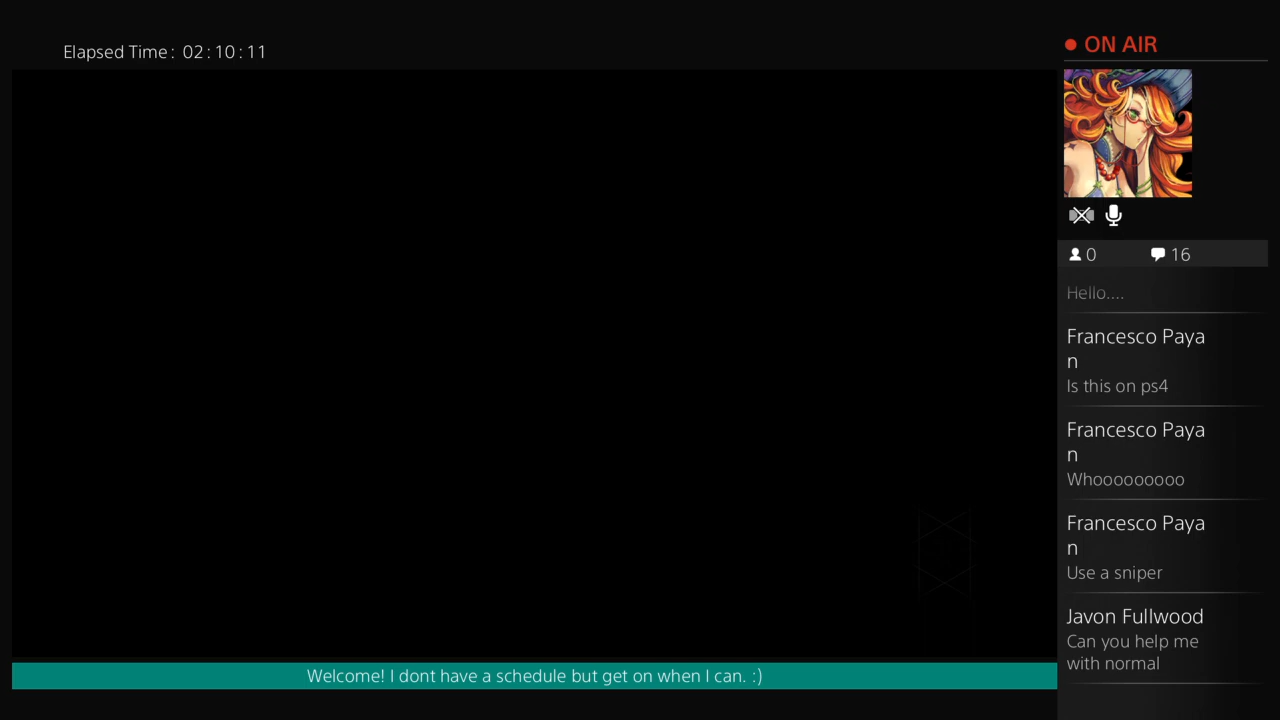 Elapsed Time: 02:10:11
ON AIR
0 16
Hello....
Francesco Paya
n
Is this on ps4
Francesco Paya
n
Whooooooooo
Francesco Paya
n
Use a sniper
Javon Fullwood
Can you help me
with normal
Welcome! I dont have a schedule but get on when I can. :)